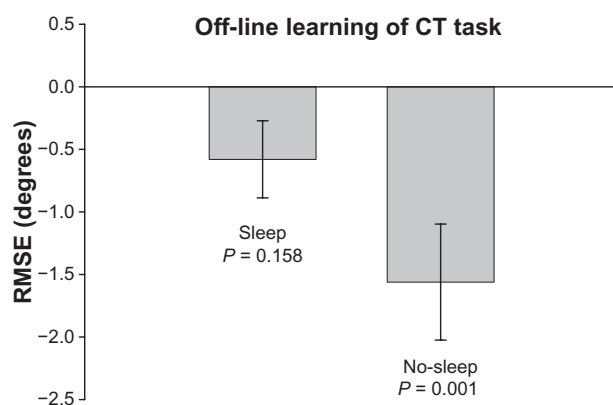 Off-line learning of CT task
RMSE (degrees)
0.5
0.0
−0.5
−1.0
−1.5
−2.0
−2.5
Sleep
P = 0.158
No-sleep
P = 0.001